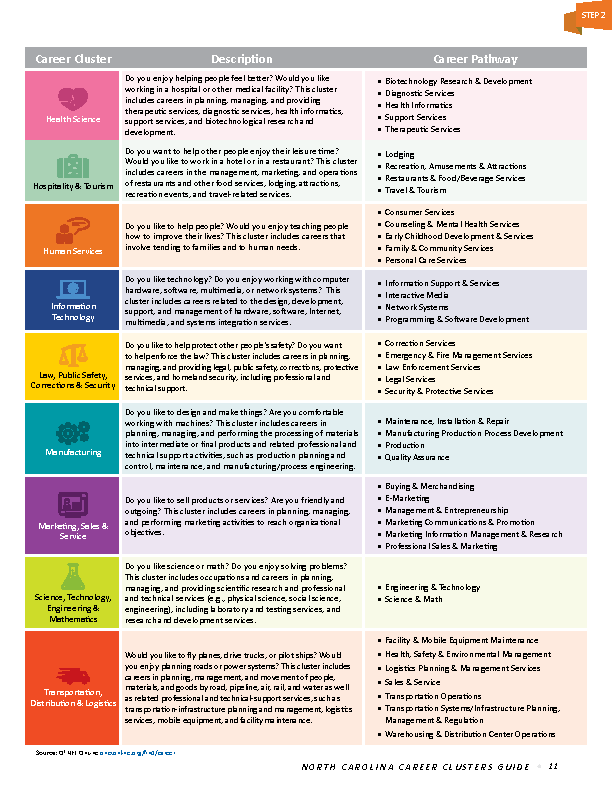 STEP 2
Career Cluster Description Career Pathway
Health Science
Do you enjoy helping people feel better? Would you like
working in a hospital or other medical facility? This cluster
includes careers in planning, managing, and providing
therapeutic services, diagnostic services, health informatics,
support services, and biotechnological research and
development.
• Biotechnology Research & Development
• Diagnostic Services
• Health Informatics
• Support Services
• Therapeutic Services
Hospitality & Tourism
Do you want to help other people enjoy their leisure time?
Would you like to work in a hotel or in a restaurant? This cluster
includes careers in the management, marketing, and operations
of restaurants and other food services, lodging, attractions,
recreation events, and travel-related services.
• Lodging
• Recreation, Amusements & Attractions
• Restaurants & Food/Beverage Services
• Travel & Tourism
Human Services
Do you like to help people? Would you enjoy teaching people
how to improve their lives? This cluster includes careers that
involve tending to families and to human needs.
• Consumer Services
• Counseling & Mental Health Services
• Early Childhood Development & Services
• Family & Community Services
• Personal Care Services
Information
Technology
Do you like technology? Do you enjoy working with computer
hardware, software, multimedia, or network systems? This
cluster includes careers related to the design, development,
support, and management of hardware, software, Internet,
multimedia, and systems integration services.
• Information Support & Services
• Interactive Media
• Network Systems
• Programming & Software Development
Law, Public Safety,
Corrections & Security
Do you like to help protect other people's safety? Do you want
to help enforce the law? This cluster includes careers in planning,
managing, and providing legal, public safety, corrections, protective
services, and homeland security, including professional and
technical support.
• Correction Services
• Emergency & Fire Management Services
• Law Enforcement Services
• Legal Services
• Security & Protective Services
Manufacturing
Do you like to design and make things? Are you comfortable
working with machines? This cluster includes careers in
planning, managing, and performing the processing of materials
into intermediate or final products and related professional and
technical support activities, such as production planning and
control, maintenance, and manufacturing/process engineering.
• Maintenance, Installation & Repair
• Manufacturing Production Process Development
• Production
• Quality Assurance
Marketing, Sales &
Service
Do you like to sell products or services? Are you friendly and
outgoing? This cluster includes careers in planning, managing,
and performing marketing activities to reach organizational
objectives.
• Buying & Merchandising
• E-Marketing
• Management & Entrepreneurship
• Marketing Communications & Promotion
• Marketing Information Management & Research
• Professional Sales & Marketing
Science, Technology,
Engineering &
Mathematics
Do you like science or math? Do you enjoy solving problems?
This cluster includes occupations and careers in planning,
managing, and providing scientific research and professional
and technical services (e.g., physical science, social science,
engineering), including laboratory and testing services, and
research and development services.
• Engineering & Technology
• Science & Math
Transportation,
Distribution & Logistics
Would you like to fly planes, drive trucks, or pilot ships? Would
you enjoy planning roads or power systems? This cluster includes
careers in planning, management, and movement of people,
materials, and goods by road, pipeline, air, rail, and water as well
as related professional and technical-support services, such as
transportation-infrastructure planning and management, logistics
services, mobile equipment, and facility maintenance.
• Facility & Mobile Equipment Maintenance
• Health, Safety & Environmental Management
• Logistics Planning & Management Services
• Sales & Service
• Transportation Operations
• Transportation Systems/Infrastructure Planning,
Management & Regulation
• Warehousing & Distribution Center Operations
Source: O*NET Online
NORTH CAROLINA CAREER CLUSTERS GUIDE • 11